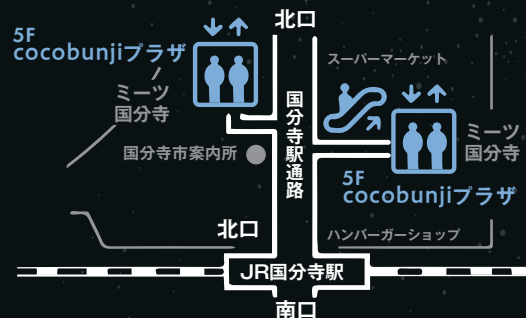 北口
5F
cocobunjiプラザ
ミーツ
国分寺
スーパーマーケット
国分寺駅通路
ミーツ
国分寺
国分寺市案内所
5F
cocobunjiプラザ
北口
ハンバーガーショップ
JR国分寺駅
南口